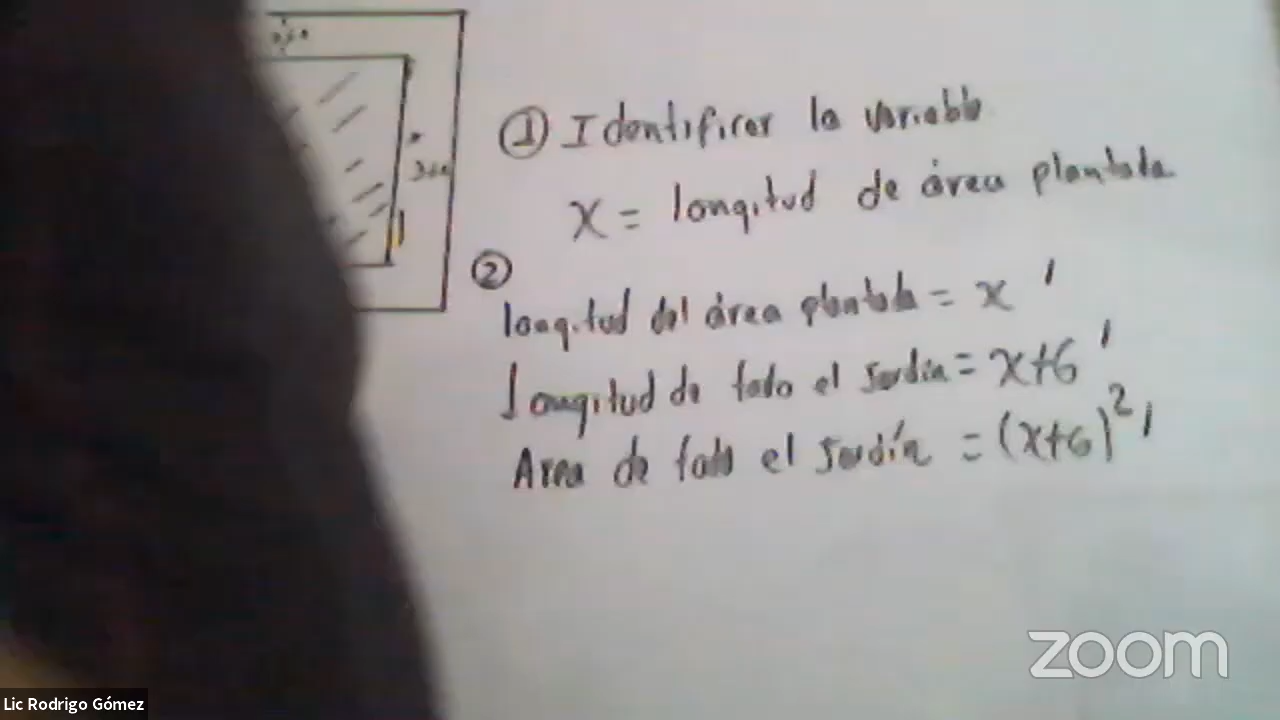 ① Identificar la variable
x = longitud de área plantada
②
longitud del área plantada = x
Longitud de todo el Jardín = x+6
Area de todo el Jardín = (x+6)²
zoom
Lic Rodrigo Gómez